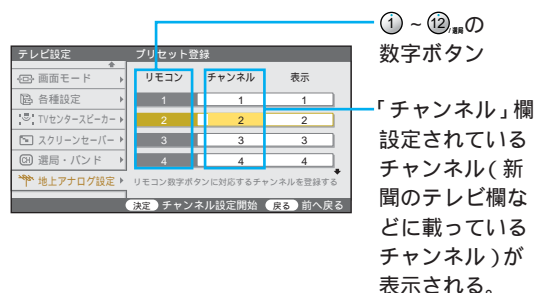 テレビ設定
プリセット登録
画面モード
各種設定
TVセンタースピーカー
スクリーンセーバー
CH 選局・バンド
地上アナログ設定
リモコン チャンネル 表示
1 1 1
2 2 2
3 3 3
4 4 4
リモコン数字ボタンに対応するチャンネルを登録する
決定 チャンネル設定開始 戻る 前へ戻る
① ~ ⑫/選局の
数字ボタン
「チャンネル」欄
設定されている
チャンネル(新
聞のテレビ欄な
どに載っている
チャンネル)が
表示される。